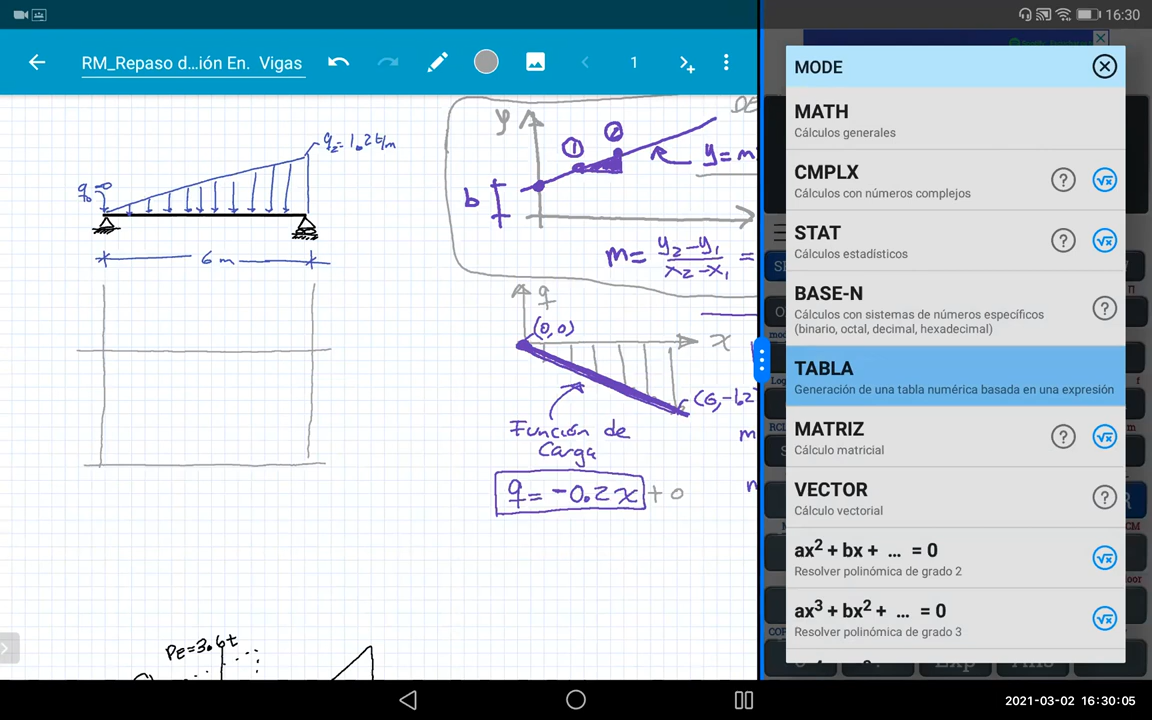 16:30
RM_Repaso d...ión En. Vigas
1
q₂=1.2t/m
q₀=0
6 m
y
①
②
y=m
b
m= y₂-y₁ / x₂-x₁ =
q
(0,0)
x
(6,-1.2
Función de
Carga
m
q= -0.2x + 0
m
PE=3.6t
MODE
MATH
Cálculos generales
CMPLX
Cálculos con números complejos
STAT
Cálculos estadísticos
BASE-N
Cálculos con sistemas de números específicos
(binario, octal, decimal, hexadecimal)
TABLA
Generación de una tabla numérica basada en una expresión
MATRIZ
Cálculo matricial
VECTOR
Cálculo vectorial
ax² + bx + ... = 0
Resolver polinómica de grado 2
ax³ + bx² + ... = 0
Resolver polinómica de grado 3
2021-03-02 16:30:05